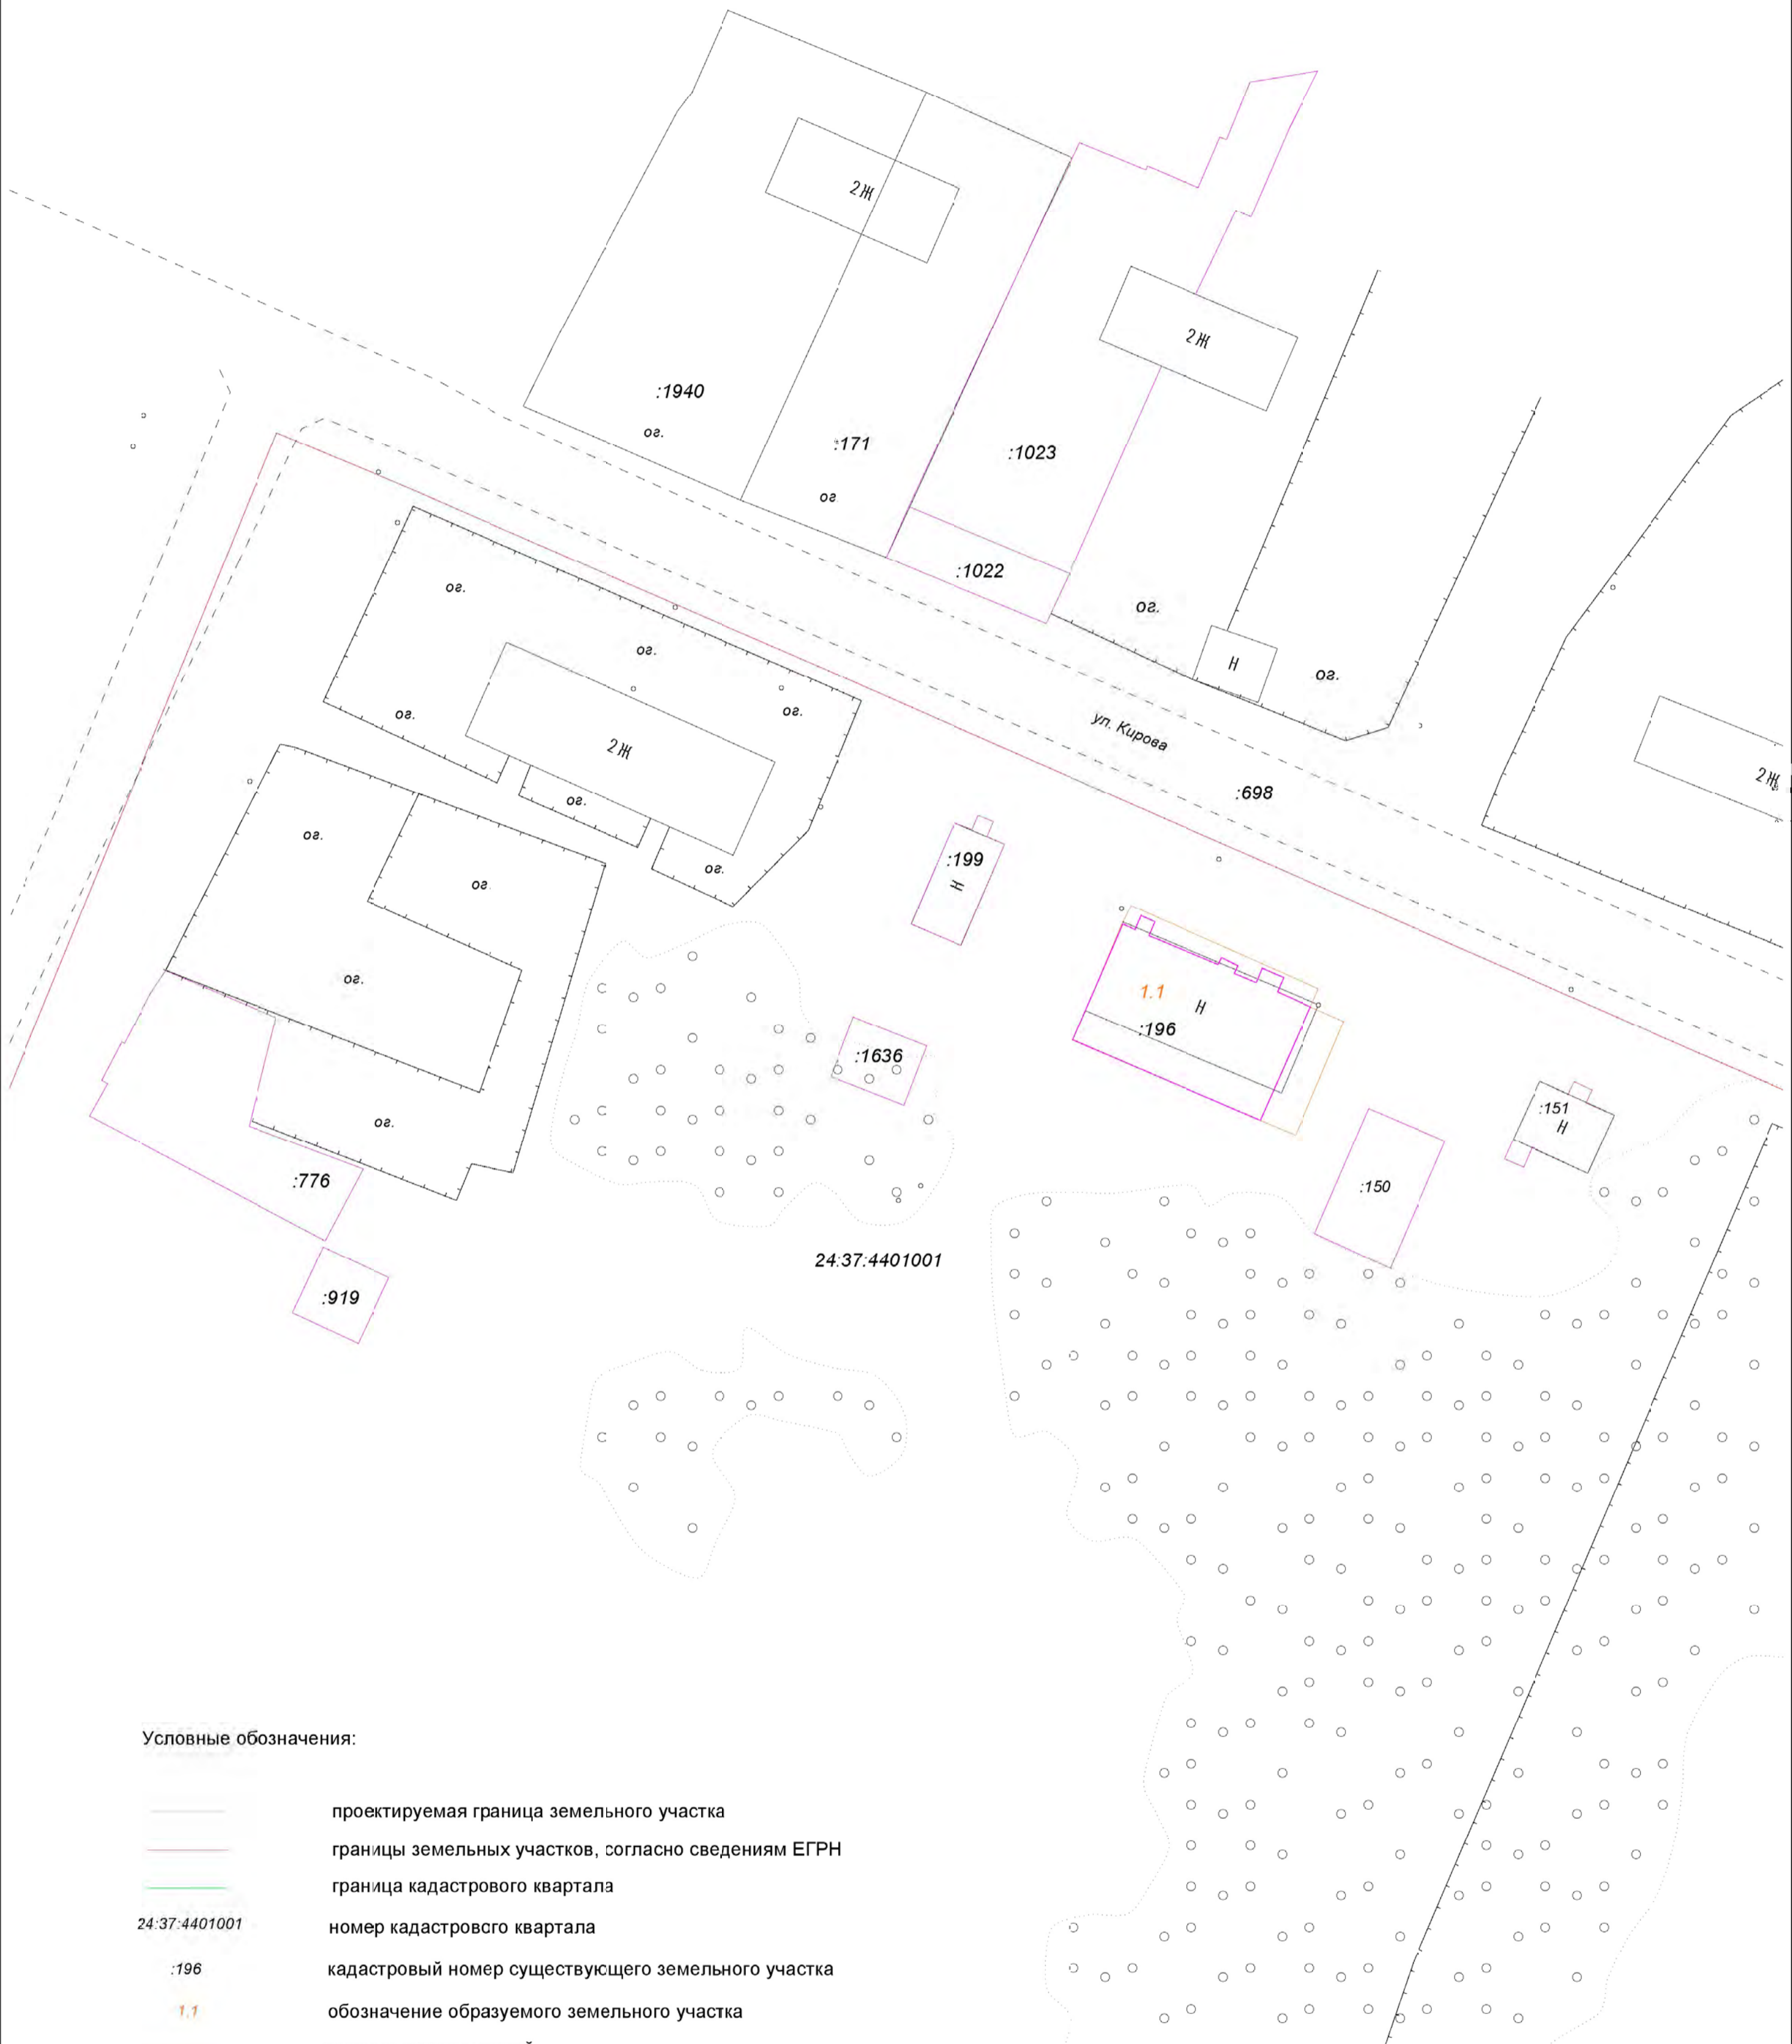 2Ж
2Ж
:1940
ог.
:171
:1023
ог
:1022
ог.
ог.
ог.
Н
ог.
ог.
ог.
ул. Кирова
2Ж
2Ж
:698
ог.
ог.
:199
Н
ог.
ог
ог.
1.1
Н
:196
:1636
:151
Н
ог.
:776
:150
24:37:4401001
:919
Условные обозначения:
проектируемая граница земельного участка
границы земельных участков, согласно сведениям ЕГРН
граница кадастрового квартала
24:37:4401001 номер кадастрового квартала
:196 кадастровый номер существующего земельного участка
1.1 обозначение образуемого земельного участка